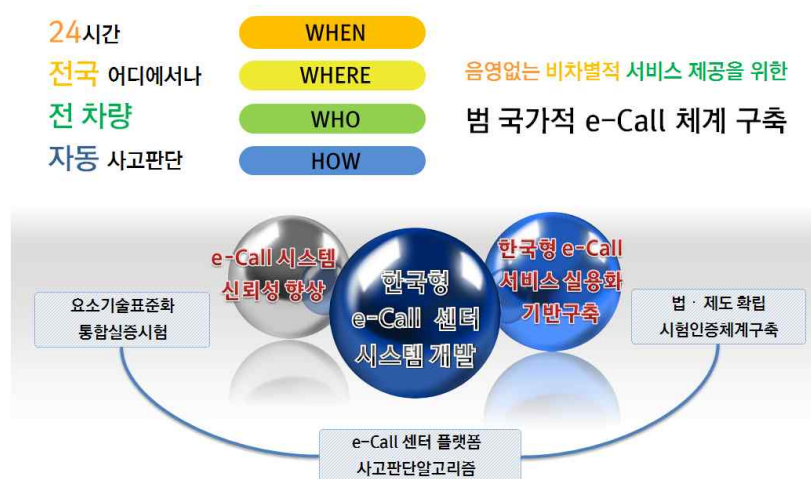 24시간 WHEN
전국 어디에서나 WHERE
전 차량 WHO
자동 사고판단 HOW
음영없는 비차별적 서비스 제공을 위한
범 국가적 e-Call 체계 구축
e-Call 시스템
신뢰성 향상
한국형
e-Call 센터
시스템 개발
한국형 e-Call
서비스 실용화
기반구축
요소기술표준화
통합실증시험
법 · 제도 확립
시험인증체계구축
e-Call 센터 플랫폼
사고판단알고리즘